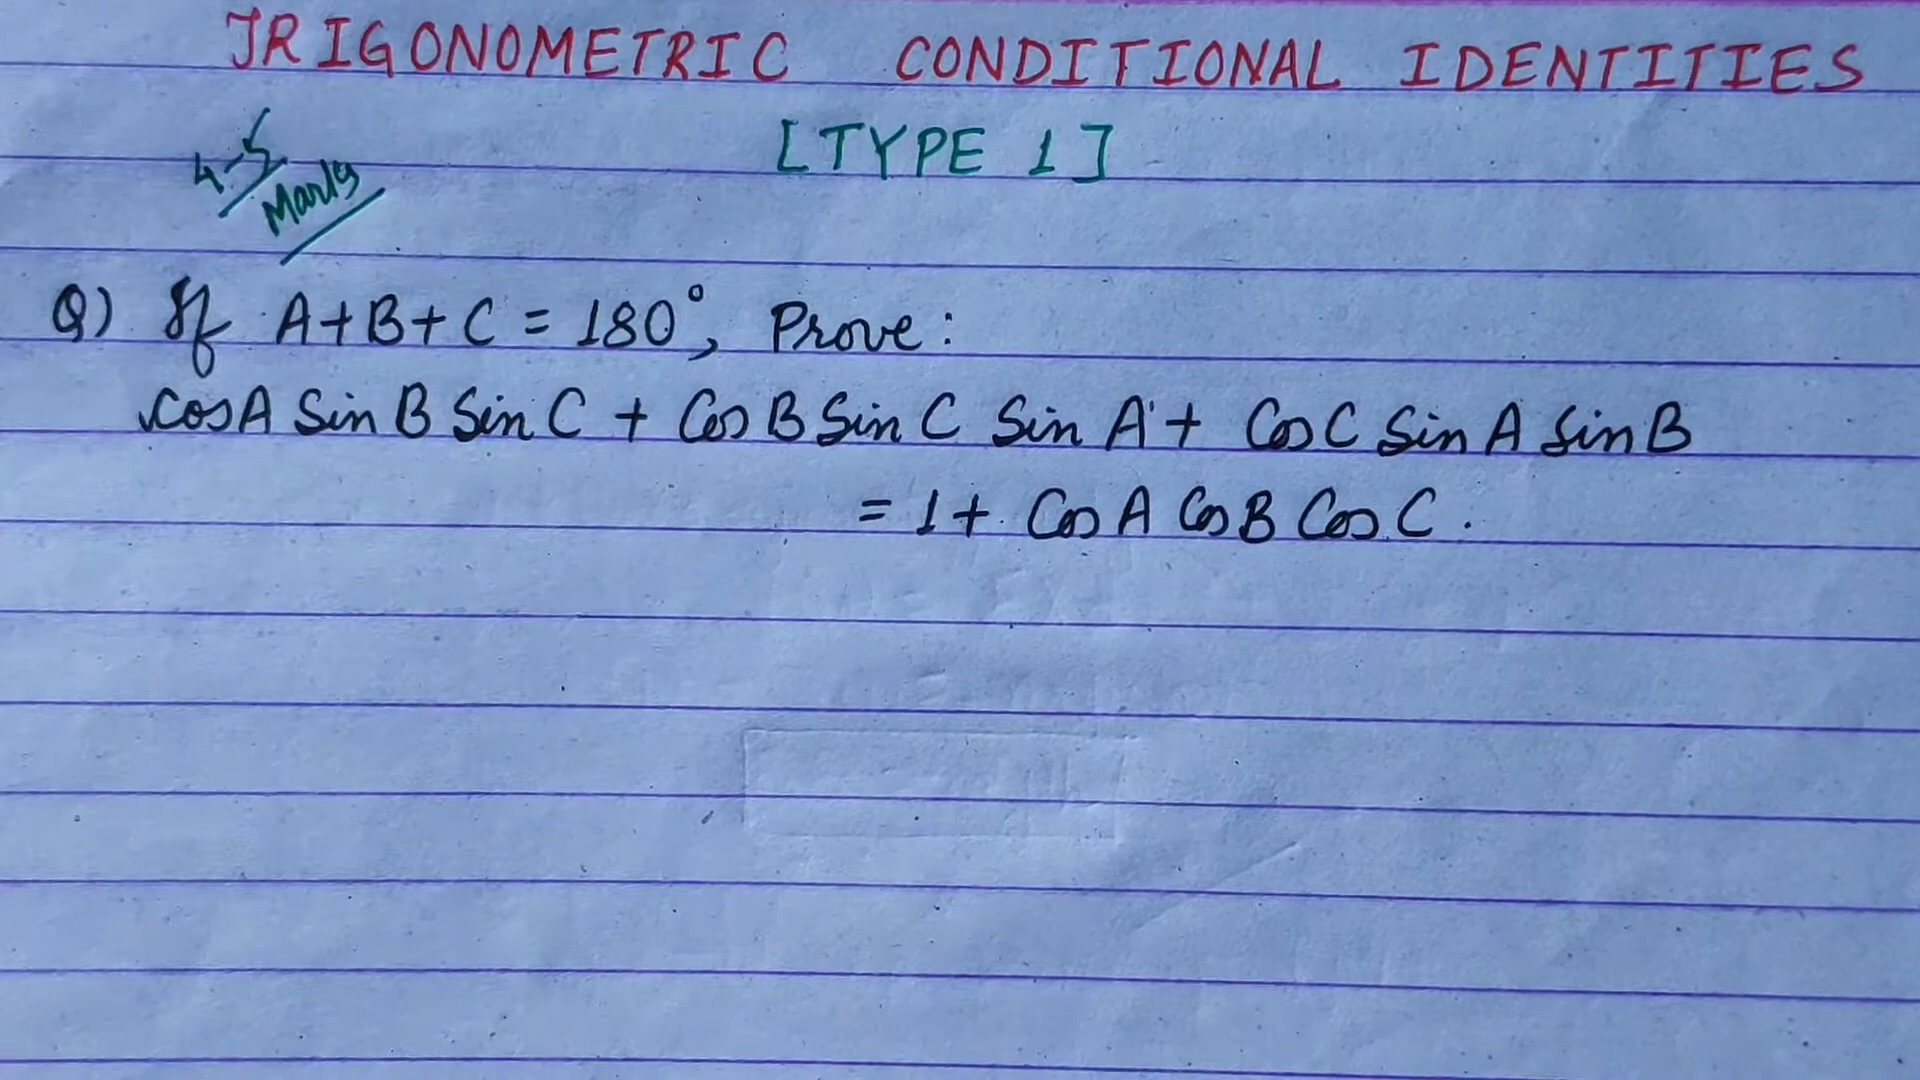 TRIGONOMETRIC CONDITIONAL IDENTITIES
[TYPE 1]
4-5
Marks
Q) If A+B+C = 180°, Prove:
cosA Sin B Sin C + Cos B Sin C Sin A + Cos C Sin A Sin B
= 1 + Cos A Cos B Cos C.